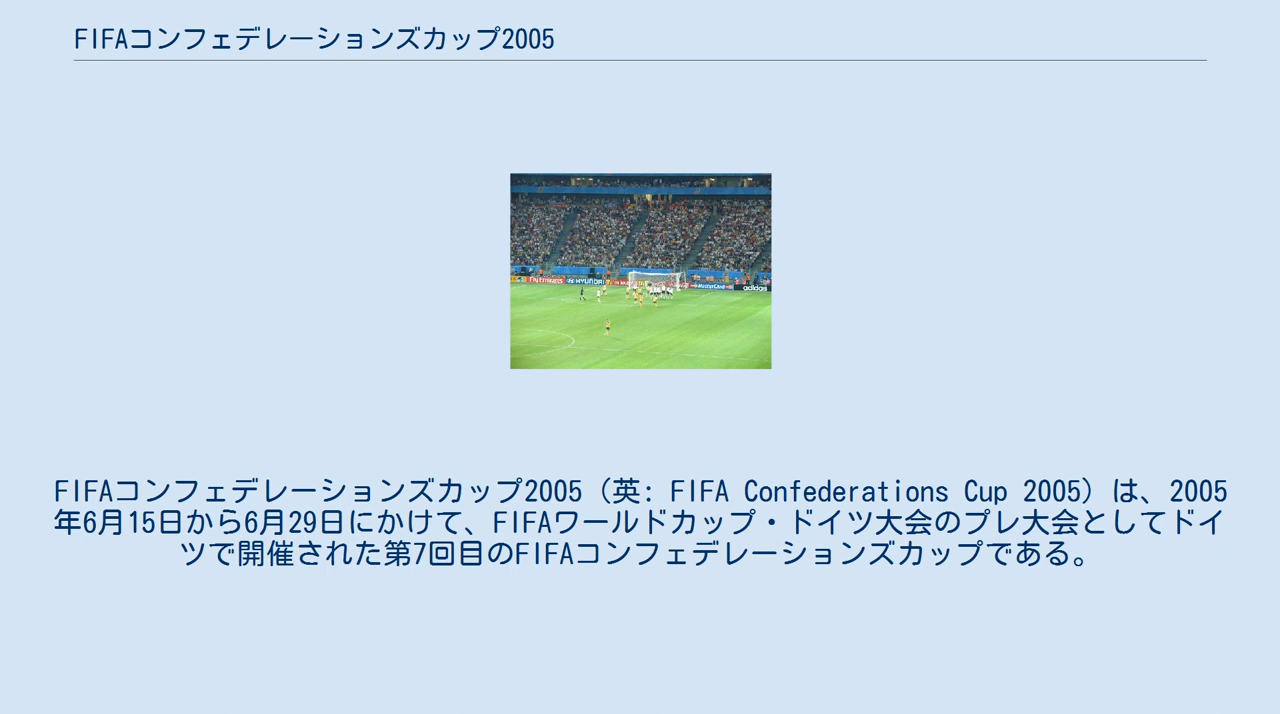 FIFAコンフェデレーションズカップ2005
Fly Emirates
HYUNDAI
MasterCard
adidas
FIFAコンフェデレーションズカップ2005（英: FIFA Confederations Cup 2005）は、2005
年6月15日から6月29日にかけて、FIFAワールドカップ・ドイツ大会のプレ大会としてドイ
ツで開催された第7回目のFIFAコンフェデレーションズカップである。